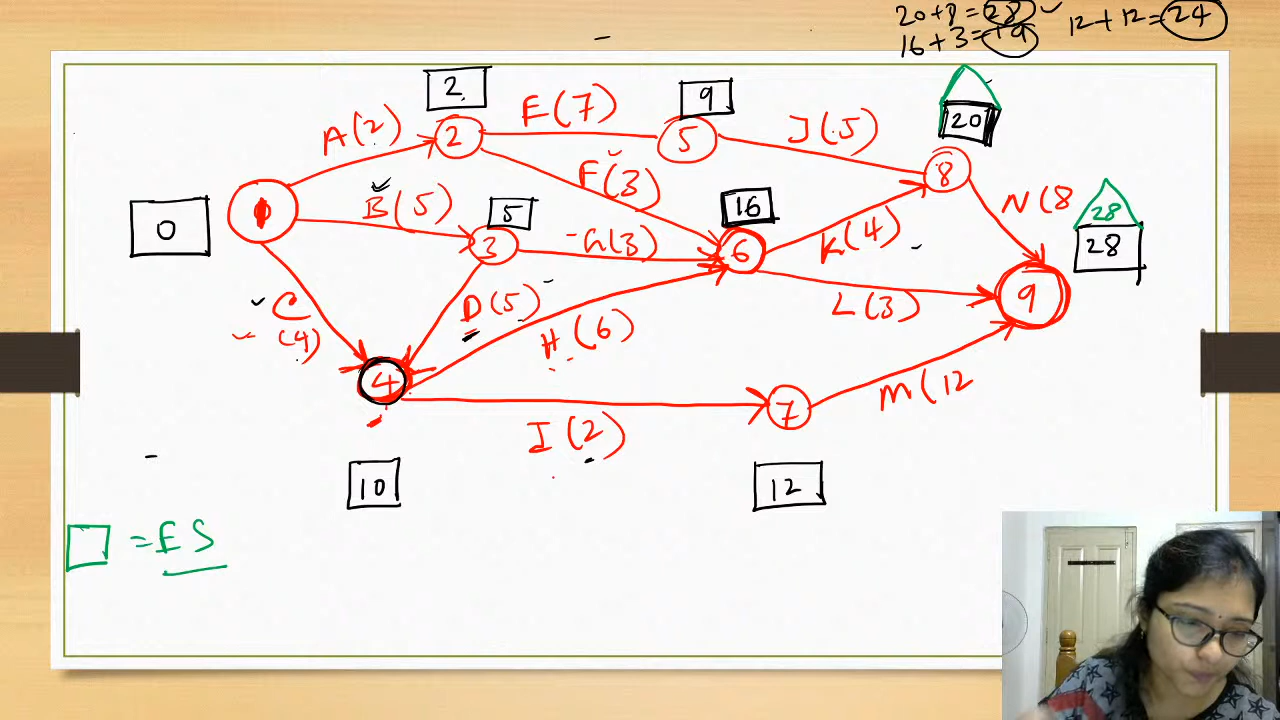 20+8=28
16+3=19
12+12=24
2
E(7)
9
20
A(2)
2
5
J(5)
8
F(3)
N(8
28
28
0
1
B(5)
5
3
G(3)
16
6
K(4)
9
C
(4)
D(5)
H(6)
L(3)
4
I(2)
7
M(12
10
12
=ES